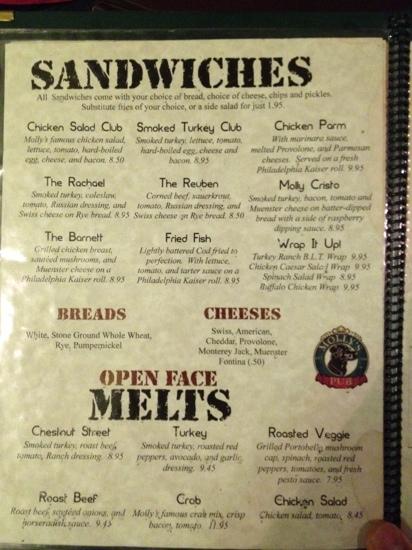 SANDWICHES
All Sandwiches come with your choice of bread, choice of cheese, chips and pickles.
Substitute fries of your choice, or a side salad for just 1.95.
Chicken Salad Club
Molly's famous chicken salad,
lettuce, tomato, hard-boiled
egg, cheese, and bacon. 8.50
Smoked Turkey Club
Smoked turkey, lettuce, tomato,
hard-boiled egg, cheese and
bacon. 8.95
Chicken Parm
With marinara sauce,
melted Provolone, and Parmesan
cheeses. Served on a fresh
Philadelphia Kaiser roll. 9.95
The Rachael
Smoked turkey, coleslaw,
tomato, Russian dressing, and
Swiss cheese on Rye bread. 8.95
The Reuben
Corned beef, sauerkraut,
tomato, Russian dressing, and
Swiss cheese on Rye bread. 8.50
Molly Cristo
Smoked turkey, bacon, tomato and
Muenster cheese on batter-dipped
bread with a side of raspberry
dipping sauce. 8.95
The Barnett
Grilled chicken breast,
sautéed mushrooms, and
Muenster cheese on a
Philadelphia Kaiser roll. 8.95
Fried Fish
Lightly battered Cod fried to
perfection. With lettuce,
tomato, and tarter sauce on a
Philadelphia Kaiser roll. 8.95
Wrap It Up!
Turkey Ranch B.L.T. Wrap 9.95
Chicken Caesar Salad Wrap 9.95
Spinach Salad Wrap 8.95
Buffalo Chicken Wrap 9.95
BREADS
White, Stone Ground Whole Wheat,
Rye, Pumpernickel
CHEESES
Swiss, American,
Cheddar, Provolone,
Monterey Jack, Muenster
Fontina (.50)
MOLLY'S
PUB
OPEN FACE
MELTS
Chestnut Street
Smoked turkey, roast beef,
tomato, Ranch dressing. 8.95
Turkey
Smoked turkey, roasted red
peppers, avocado, and garlic
dressing. 9.45
Roasted Veggie
Grilled Portobello mushroom
cap, spinach, roasted red
peppers, tomatoes, and fresh
pesto sauce. 7.95
Roast Beef
Roast beef, sautéed onions, and
horseradish sauce. 9.45
Crab
Molly's famous crab mix, crisp
bacon, tomato. 11.95
Chicken Salad
Chicken salad, tomato. 8.45